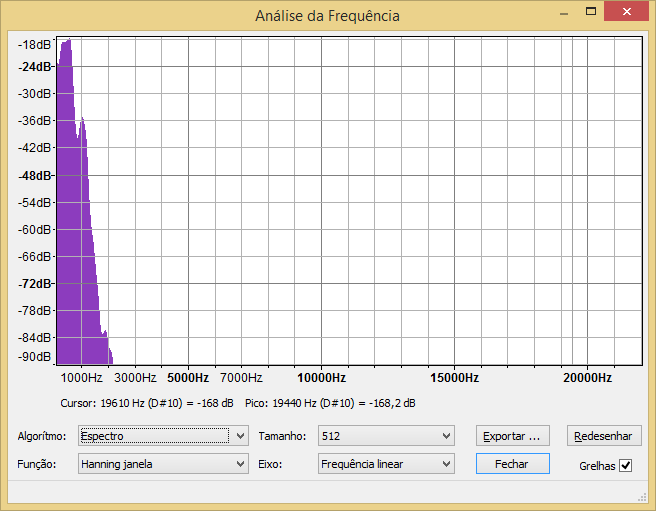 Análise da Frequência
-18dB
-24dB
-30dB
-36dB
-42dB
-48dB
-54dB
-60dB
-66dB
-72dB
-78dB
-84dB
-90dB
1000Hz 3000Hz 5000Hz 7000Hz 10000Hz 15000Hz 20000Hz
Cursor: 19610 Hz (D#10) = -168 dB Pico: 19440 Hz (D#10) = -168,2 dB
Algorítmo: Espectro Tamanho: 512 Exportar ... Redesenhar
Função: Hanning janela Eixo: Frequência linear Fechar Grelhas